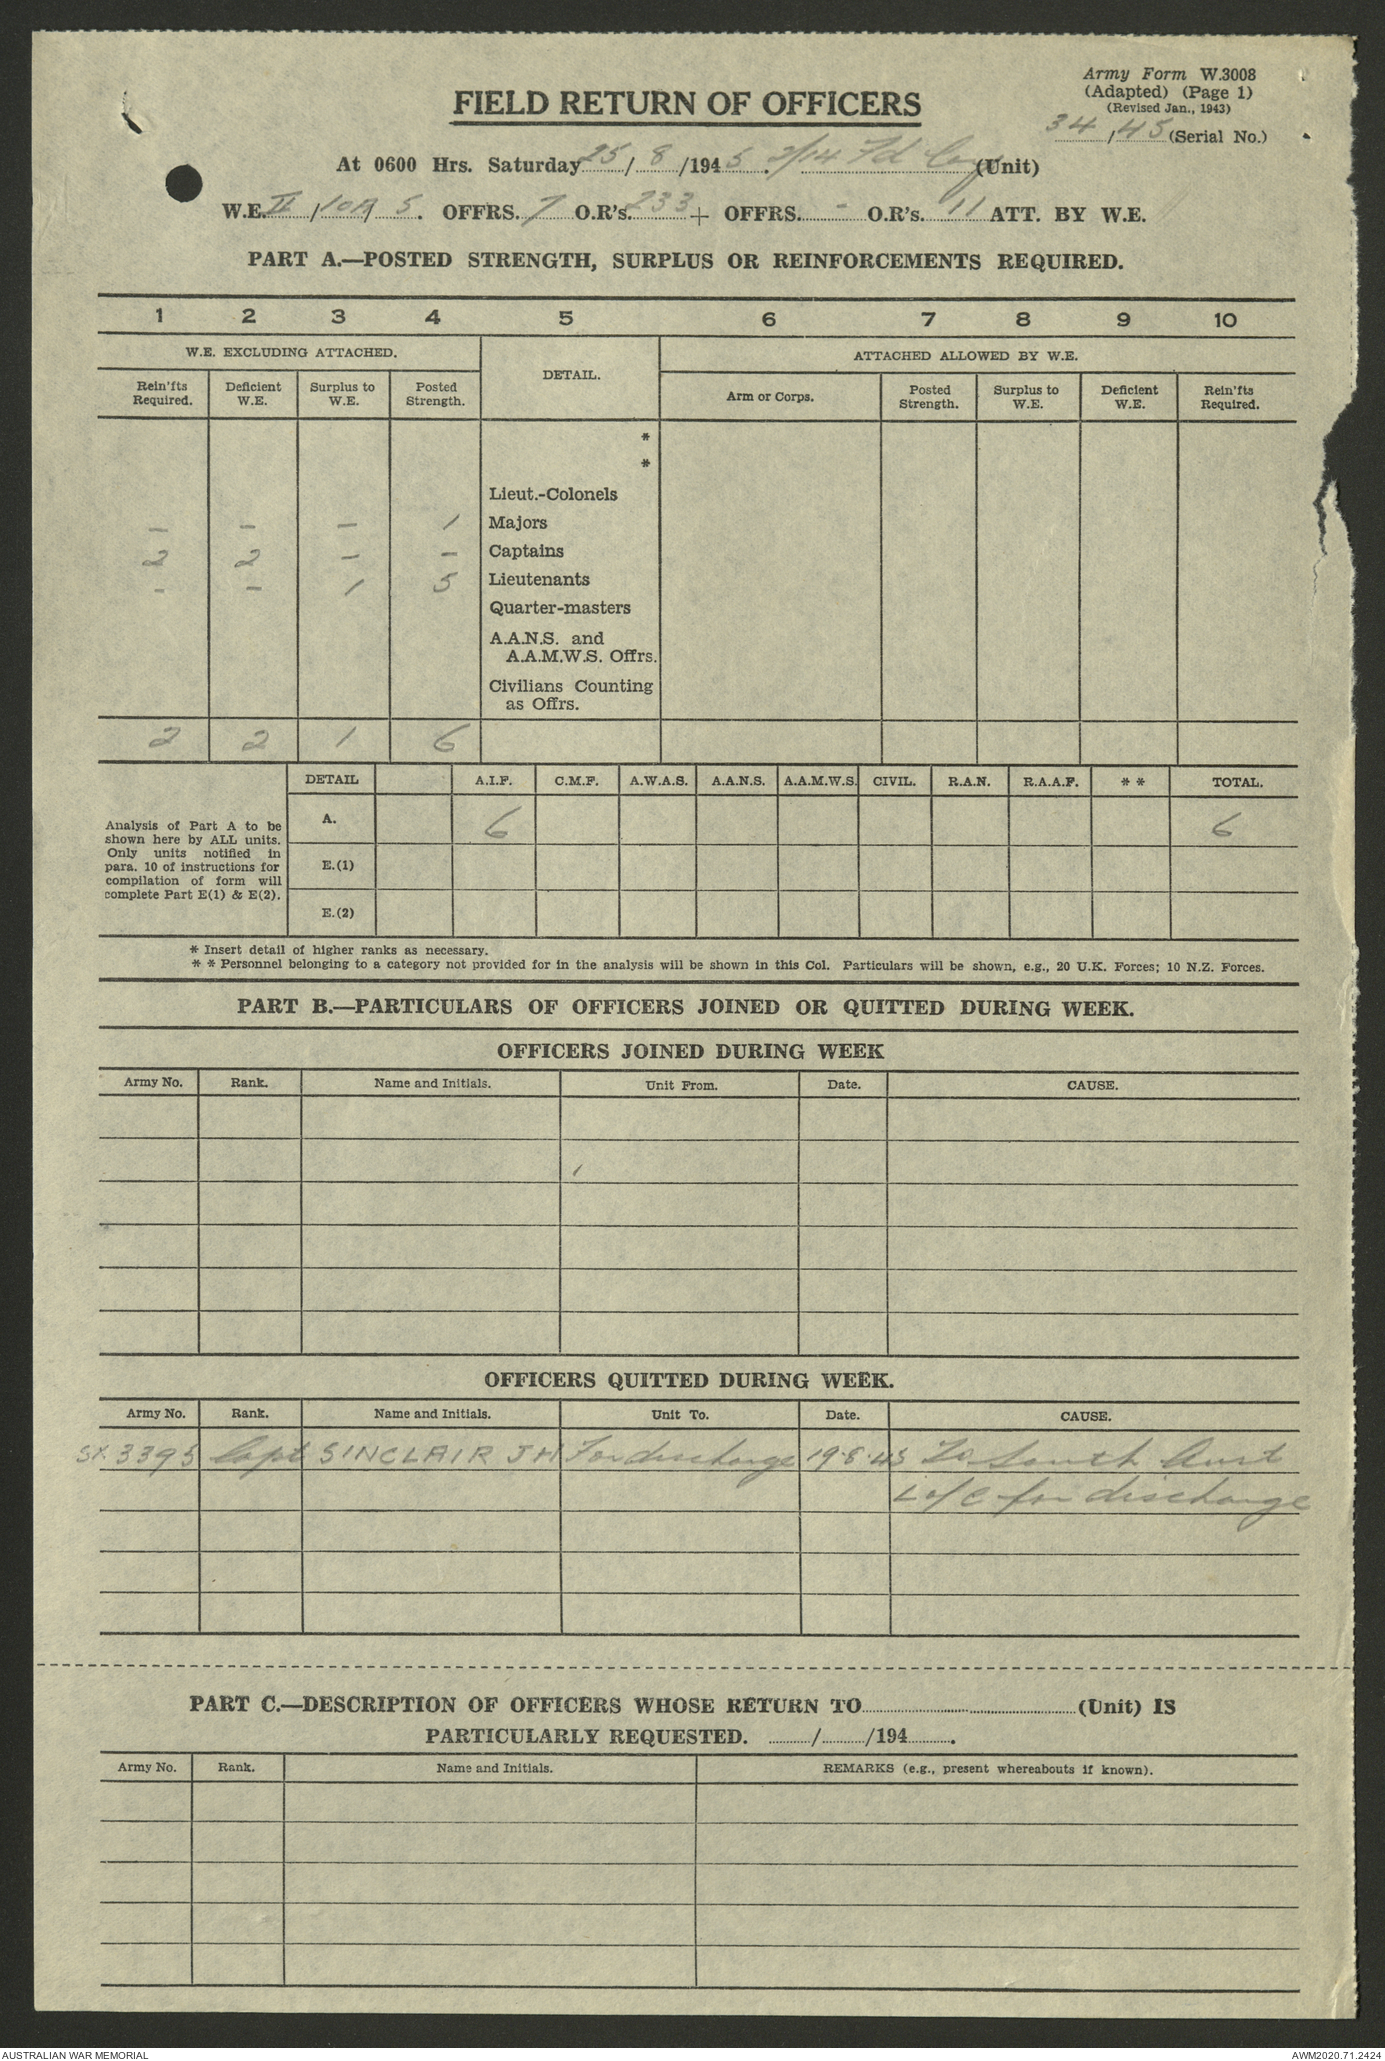 Army Form W.3008
(Adapted) (Page 1)
(Revised Jan., 1943)
34/45 (Serial No.)
FIELD RETURN OF OFFICERS
At 0600 Hrs. Saturday 25/8/1945. 2/14 Fd Coy (Unit)
W.E. II/10A/5. OFFRS. 7 O.R's. 233 + OFFRS. - O.R's. 11 ATT. BY W.E.
PART A.—POSTED STRENGTH, SURPLUS OR REINFORCEMENTS REQUIRED.
1 2 3 4 5 6 7 8 9 10
W.E. EXCLUDING ATTACHED. DETAIL. ATTACHED ALLOWED BY W.E.
Rein'fts Required. Deficient W.E. Surplus to W.E. Posted Strength. Arm or Corps. Posted Strength. Surplus to W.E. Deficient W.E. Rein'fts Required.
*
*
Lieut.-Colonels
- - - 1 Majors
2 2 - - Captains
- - 1 5 Lieutenants
Quarter-masters
A.A.N.S. and
A.A.M.W.S. Offrs.
Civilians Counting
as Offrs.
2 2 1 6
DETAIL A.I.F. C.M.F. A.W.A.S. A.A.N.S. A.A.M.W.S. CIVIL. R.A.N. R.A.A.F. * * TOTAL.
Analysis of Part A to be
shown here by ALL units.
Only units notified in
para. 10 of instructions for
compilation of form will
complete Part E(1) & E(2).
A. 6 6
E.(1)
E.(2)
* Insert detail of higher ranks as necessary.
* * Personnel belonging to a category not provided for in the analysis will be shown in this Col. Particulars will be shown, e.g., 20 U.K. Forces; 10 N.Z. Forces.
PART B.—PARTICULARS OF OFFICERS JOINED OR QUITTED DURING WEEK.
OFFICERS JOINED DURING WEEK
Army No. Rank. Name and Initials. Unit From. Date. CAUSE.
OFFICERS QUITTED DURING WEEK.
Army No. Rank. Name and Initials. Unit To. Date. CAUSE.
SX.3395 Capt SINCLAIR JH For discharge 19.8.45 To South Aust
L of C for discharge
PART C.—DESCRIPTION OF OFFICERS WHOSE RETURN TO (Unit) IS
PARTICULARLY REQUESTED. / /194 .
Army No. Rank. Name and Initials. REMARKS (e.g., present whereabouts if known).
AUSTRALIAN WAR MEMORIAL AWM2020.71.2424